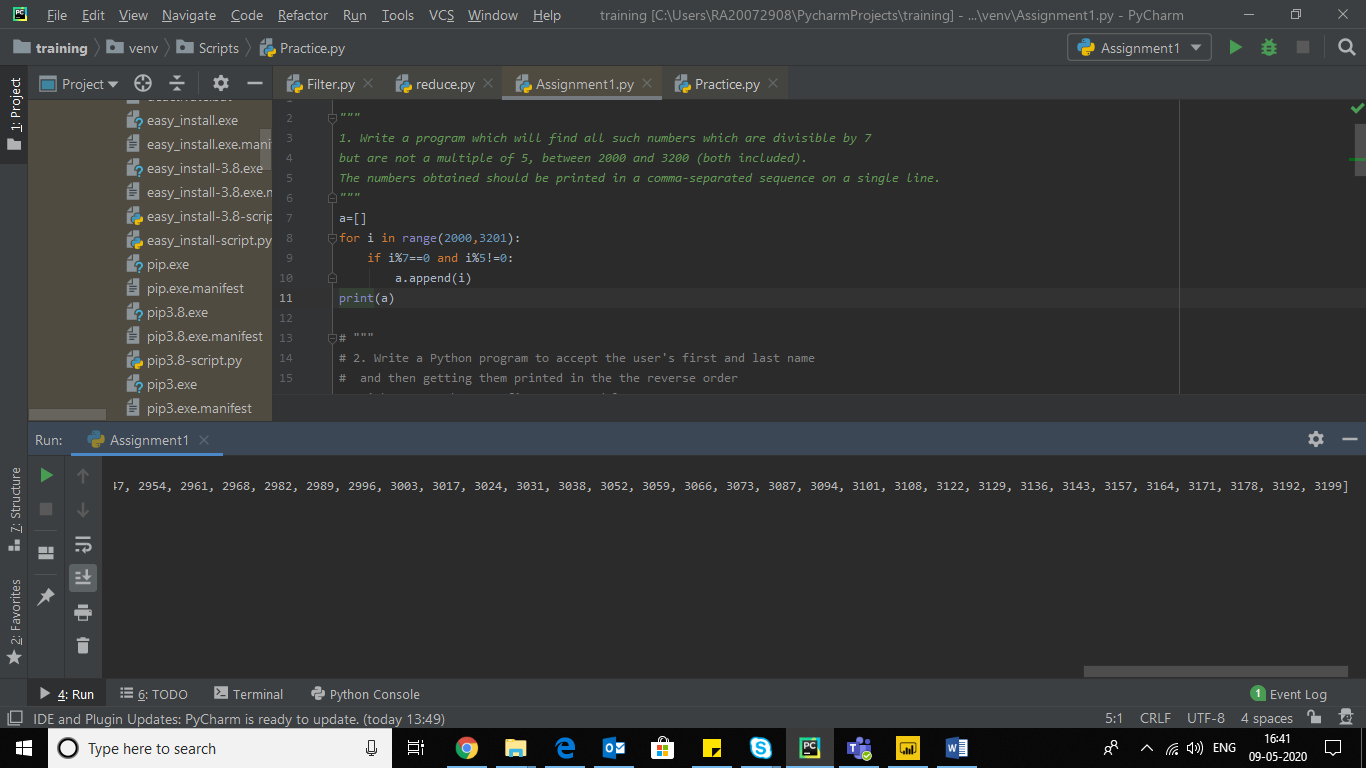 File Edit View Navigate Code Refactor Run Tools VCS Window Help training [C:\Users\RA20072908\PycharmProjects\training] - ...\venv\Assignment1.py - PyCharm
training venv Scripts Practice.py Assignment1
1: Project
Project
Filter.py reduce.py Assignment1.py Practice.py
easy_install.exe
easy_install.exe.mani
easy_install-3.8.exe
easy_install-3.8.exe.n
easy_install-3.8-scrip
easy_install-script.py
pip.exe
pip.exe.manifest
pip3.8.exe
pip3.8.exe.manifest
pip3.8-script.py
pip3.exe
pip3.exe.manifest
2 """
3 1. Write a program which will find all such numbers which are divisible by 7
4 but are not a multiple of 5, between 2000 and 3200 (both included).
5 The numbers obtained should be printed in a comma-separated sequence on a single line.
6 """
7 a=[]
8 for i in range(2000,3201):
9 if i%7==0 and i%5!=0:
10 a.append(i)
11 print(a)
12
13 # """
14 # 2. Write a Python program to accept the user's first and last name
15 # and then getting them printed in the the reverse order
Run: Assignment1
47, 2954, 2961, 2968, 2982, 2989, 2996, 3003, 3017, 3024, 3031, 3038, 3052, 3059, 3066, 3073, 3087, 3094, 3101, 3108, 3122, 3129, 3136, 3143, 3157, 3164, 3171, 3178, 3192, 3199]
7: Structure
2: Favorites
4: Run 6: TODO Terminal Python Console 1 Event Log
IDE and Plugin Updates: PyCharm is ready to update. (today 13:49) 5:1 CRLF UTF-8 4 spaces
Type here to search
ENG
16:41
09-05-2020